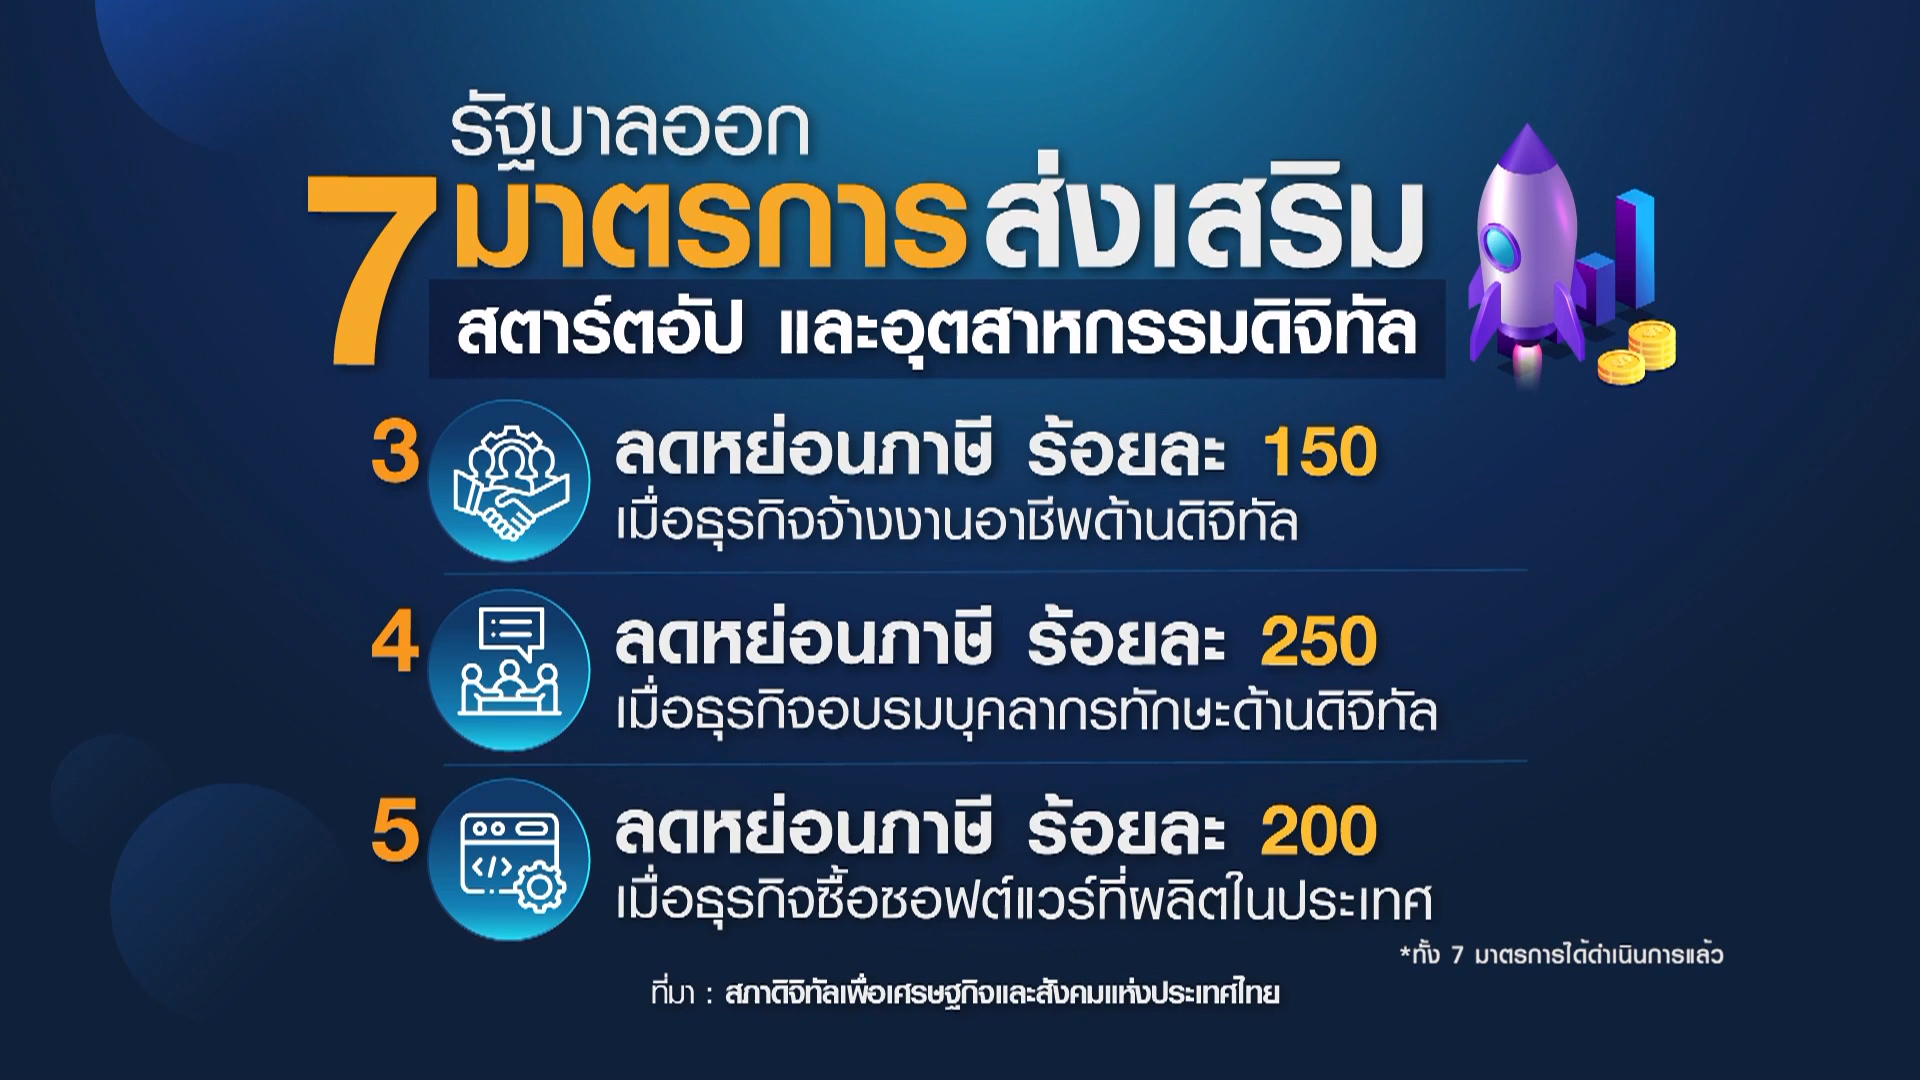 รัฐบาลออก
7 มาตรการ ส่งเสริม
สตาร์ตอัป และอุตสาหกรรมดิจิทัล
3 ลดหย่อนภาษี ร้อยละ 150
เมื่อธุรกิจจ้างงานอาชีพด้านดิจิทัล
4 ลดหย่อนภาษี ร้อยละ 250
เมื่อธุรกิจอบรมบุคลากรทักษะด้านดิจิทัล
5 ลดหย่อนภาษี ร้อยละ 200
เมื่อธุรกิจซื้อซอฟต์แวร์ที่ผลิตในประเทศ
*ทั้ง 7 มาตรการได้ดำเนินการแล้ว
ที่มา : สภาดิจิทัลเพื่อเศรษฐกิจและสังคมแห่งประเทศไทย